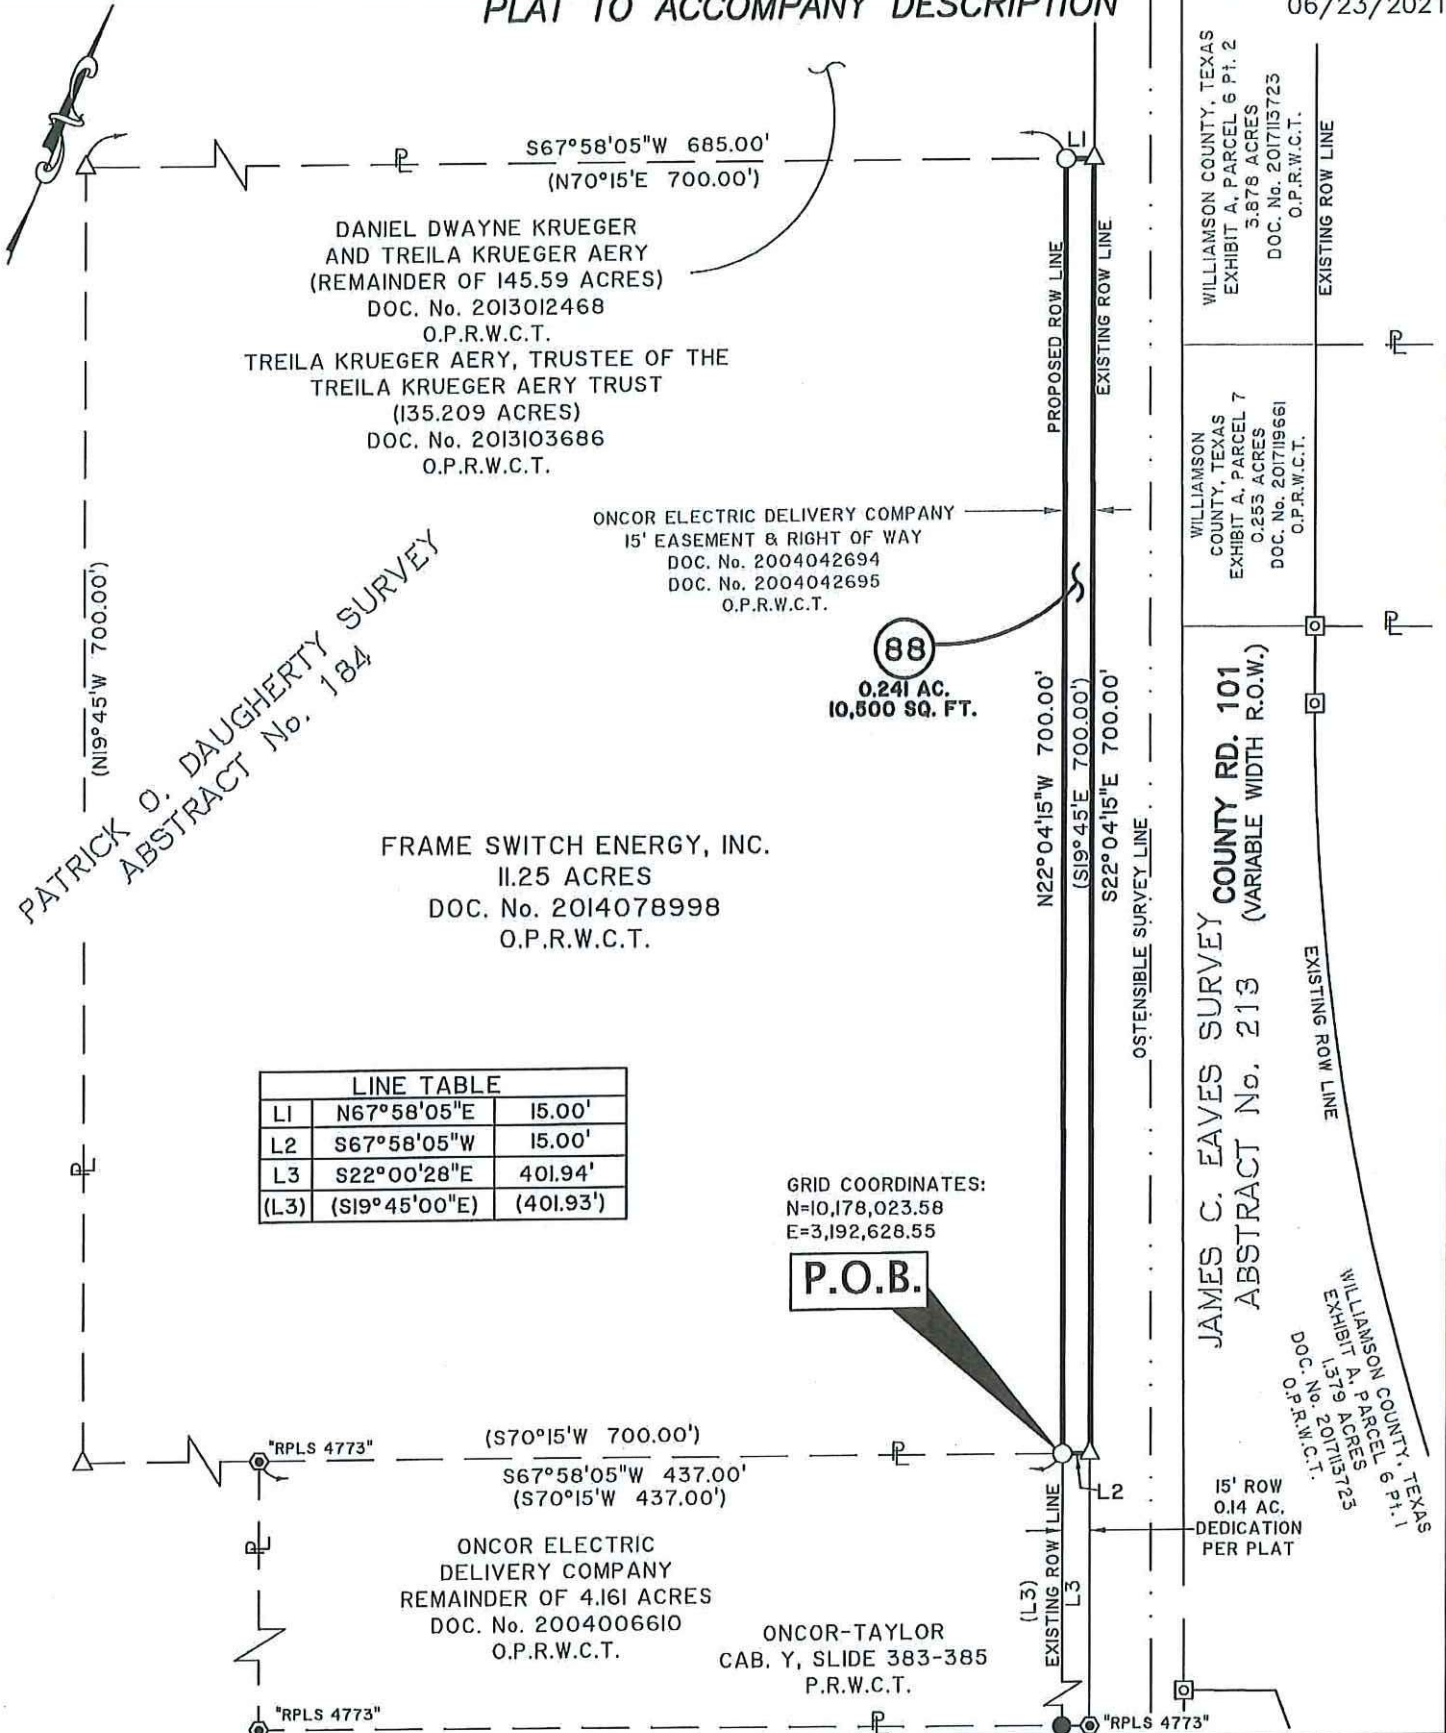 PLAT TO ACCOMPANY DESCRIPTION
06/23/2021
S67°58'05"W 685.00'
(N70°15'E 700.00')
L1
DANIEL DWAYNE KRUEGER
AND TREILA KRUEGER AERY
(REMAINDER OF 145.59 ACRES)
DOC. No. 2013012468
O.P.R.W.C.T.
TREILA KRUEGER AERY, TRUSTEE OF THE
TREILA KRUEGER AERY TRUST
(135.209 ACRES)
DOC. No. 2013103686
O.P.R.W.C.T.
PROPOSED ROW LINE
EXISTING ROW LINE
WILLIAMSON COUNTY, TEXAS
EXHIBIT A, PARCEL 6 Pt. 2
3.878 ACRES
DOC. No. 2017113723
O.P.R.W.C.T.
EXISTING ROW LINE
PL
PL
WILLIAMSON
COUNTY, TEXAS
EXHIBIT A, PARCEL 7
0.253 ACRES
DOC. No. 2017119661
O.P.R.W.C.T.
PL
ONCOR ELECTRIC DELIVERY COMPANY
15' EASEMENT & RIGHT OF WAY
DOC. No. 2004042694
DOC. No. 2004042695
O.P.R.W.C.T.
88
0.241 AC.
10,500 SQ. FT.
(N19°45'W 700.00')
PATRICK O. DAUGHERTY SURVEY
ABSTRACT No. 184
N22°04'15"W 700.00'
(S19°45'E 700.00')
S22°04'15"E 700.00'
OSTENSIBLE SURVEY LINE
COUNTY RD. 101
(VARIABLE WIDTH R.O.W.)
JAMES C. EAVES SURVEY
ABSTRACT No. 213
EXISTING ROW LINE
FRAME SWITCH ENERGY, INC.
11.25 ACRES
DOC. No. 2014078998
O.P.R.W.C.T.
LINE TABLE
L1 N67°58'05"E 15.00'
L2 S67°58'05"W 15.00'
L3 S22°00'28"E 401.94'
(L3) (S19°45'00"E) (401.93')
PL
GRID COORDINATES:
N=10,178,023.58
E=3,192,628.55
P.O.B.
WILLIAMSON COUNTY, TEXAS
EXHIBIT A, PARCEL 6 Pt. 1
1.379 ACRES
DOC. No. 2017113723
O.P.R.W.C.T.
"RPLS 4773"
(S70°15'W 700.00')
S67°58'05"W 437.00'
(S70°15'W 437.00')
PL
L2
15' ROW
0.14 AC.
DEDICATION
PER PLAT
PL
ONCOR ELECTRIC
DELIVERY COMPANY
REMAINDER OF 4.161 ACRES
DOC. No. 2004006610
O.P.R.W.C.T.
ONCOR-TAYLOR
CAB. Y, SLIDE 383-385
P.R.W.C.T.
(L3)
EXISTING ROW LINE
L3
"RPLS 4773"
PL
"RPLS 4773"